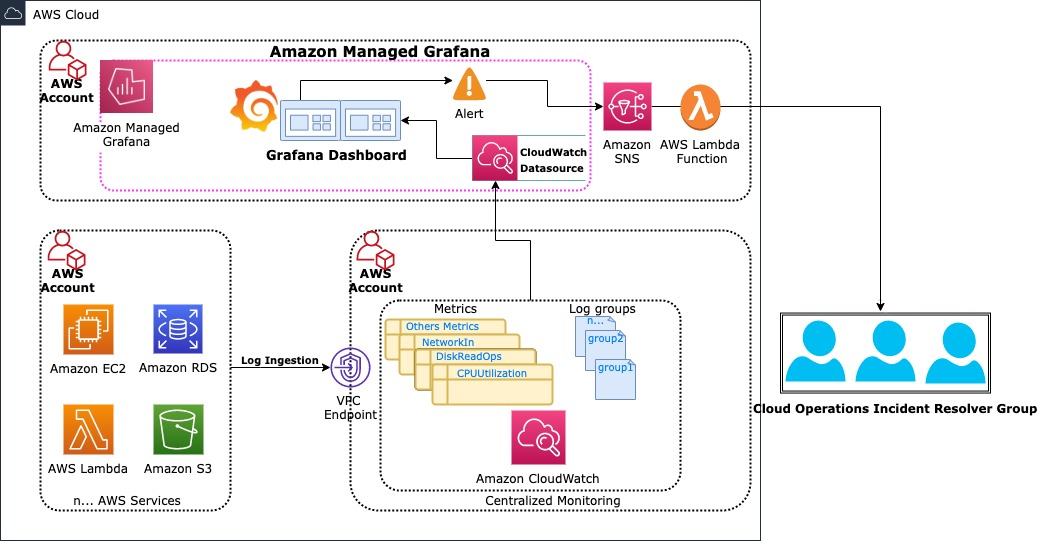 AWS Cloud
Amazon Managed Grafana
AWS
Account
Amazon Managed
Grafana
Grafana Dashboard
Alert
CloudWatch
Datasource
Amazon
SNS
AWS Lambda
Function
AWS
Account
Amazon EC2
Amazon RDS
AWS Lambda
Amazon S3
n... AWS Services
Log Ingestion
VPC
Endpoint
AWS
Account
Metrics
Others Metrics
NetworkIn
DiskReadOps
CPUUtilization
Log groups
n...
group2
group1
Amazon CloudWatch
Centralized Monitoring
Cloud Operations Incident Resolver Group